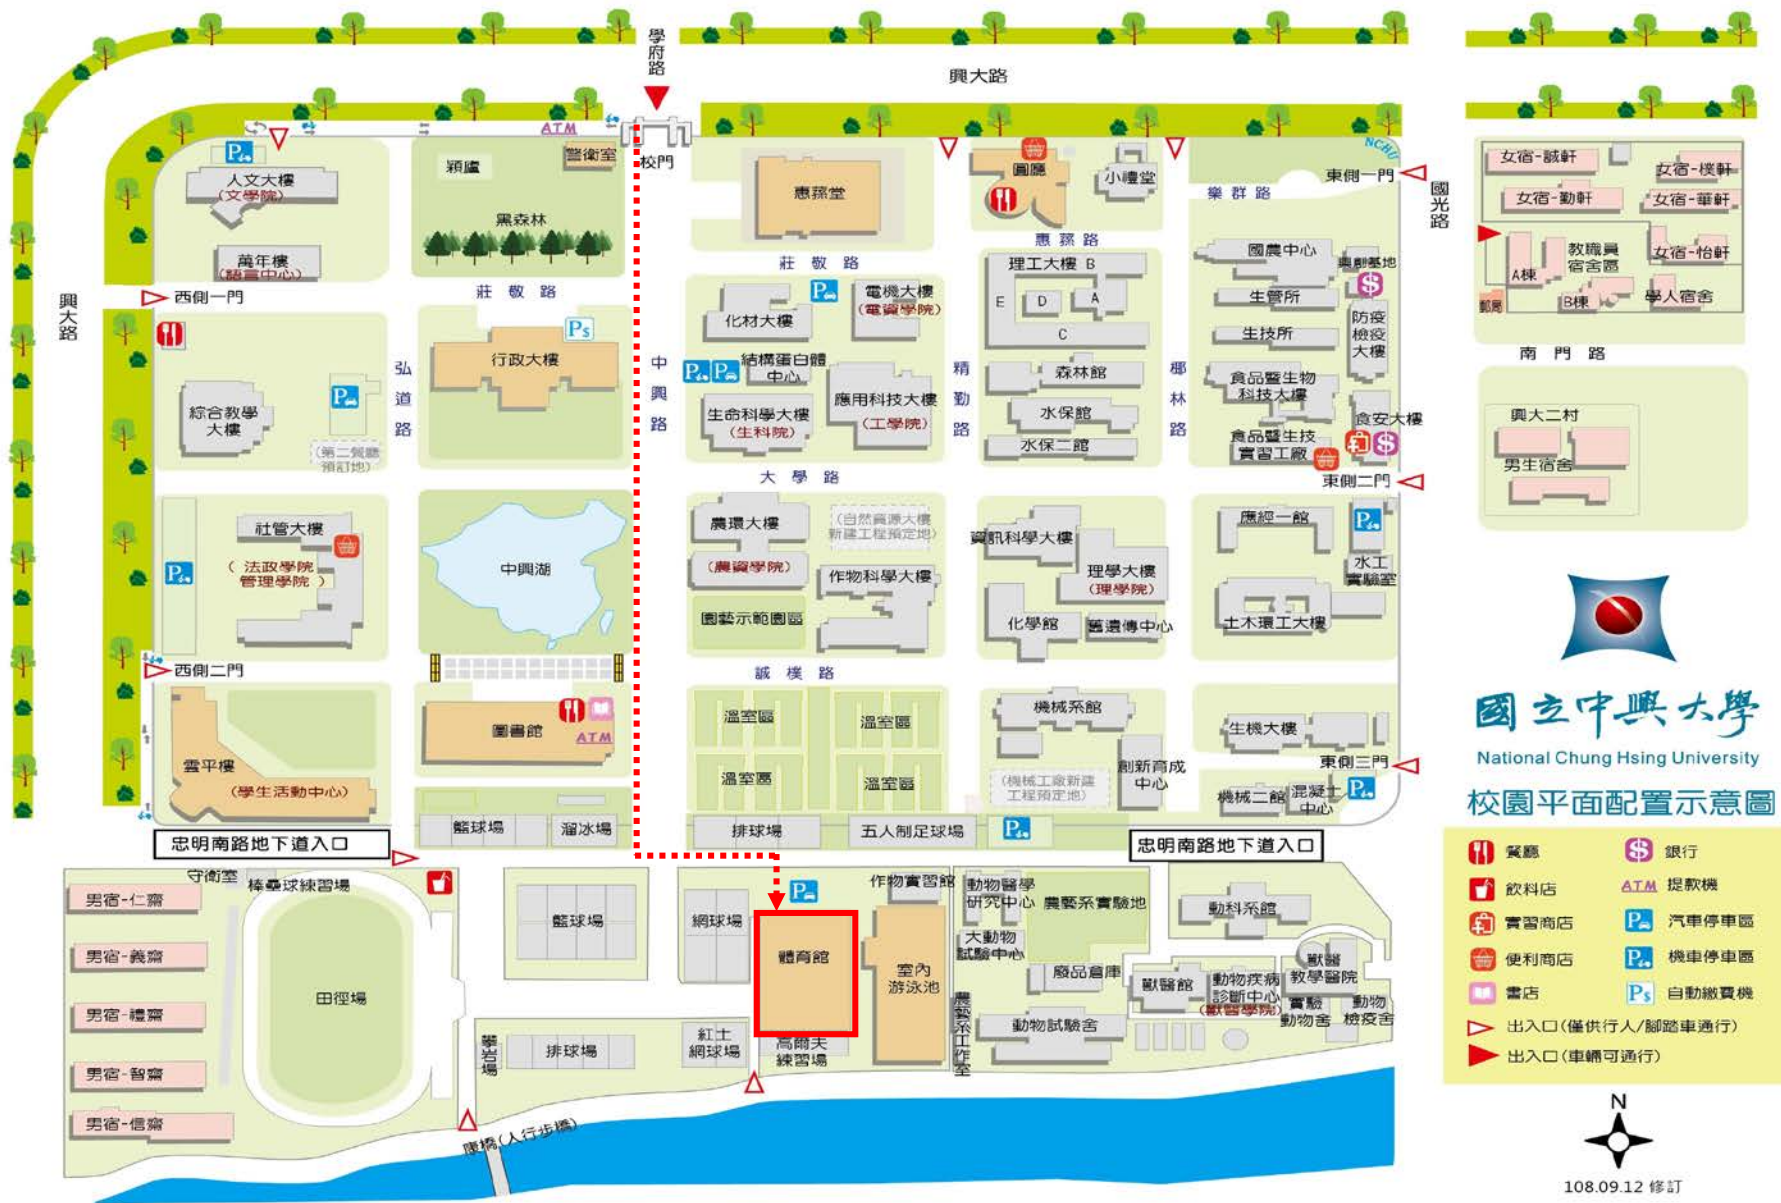 學府路
興大路
ATM
警衛室
校門
穎廬
黑森林
人文大樓
(文學院)
萬年樓
(語言中心)
西側一門
興大路
莊敬路
惠蓀堂
圓廳
小禮堂
NCHU
東側一門
國光路
樂群路
惠蓀路
莊敬路
女宿-誠軒
女宿-樸軒
女宿-勤軒
女宿-華軒
教職員
宿舍區
女宿-怡軒
A棟
B棟
學人宿舍
郵局
南門路
興大二村
男生宿舍
弘道路
行政大樓
綜合教學
大樓
(第二餐廳
預訂地)
中興路
化材大樓
電機大樓
(電資學院)
結構蛋白體
中心
生命科學大樓
(生科院)
應用科技大樓
(工學院)
精勤路
理工大樓 B
E
D
A
C
森林館
水保館
水保二館
椰林路
國農中心
興創基地
生管所
生技所
防疫
檢疫
大樓
食品暨生物
科技大樓
食安大樓
食品暨生技
實習工廠
大學路
東側二門
社管大樓
(法政學院
管理學院)
中興湖
農環大樓
(農資學院)
(自然資源大樓
新建工程預定地)
作物科學大樓
園藝示範園區
資訊科學大樓
理學大樓
(理學院)
化學館
舊遺傳中心
應經一館
水工
實驗室
土木環工大樓
西側二門
誠樸路
雲平樓
(學生活動中心)
圖書館
ATM
溫室區
溫室區
溫室區
溫室區
機械系館
(機械工廠新建
工程預定地)
創新育成
中心
生機大樓
東側三門
機械二館
混凝土
中心
籃球場
溜冰場
排球場
五人制足球場
忠明南路地下道入口
忠明南路地下道入口
守衛室
棒壘球練習場
男宿-仁齋
男宿-義齋
男宿-禮齋
男宿-智齋
男宿-信齋
田徑場
籃球場
網球場
體育館
作物實習館
室內
游泳池
動物醫學
研究中心
農藝系實驗地
大動物
試驗中心
廢品倉庫
動科系館
獸醫館
動物疾病
診斷中心
(獸醫學院)
獸醫
教學醫院
實驗
動物舍
動物
檢疫舍
農藝系工作室
動物試驗舍
攀岩場
排球場
紅土
網球場
高爾夫
練習場
康橋(人行步橋)
國立中興大學
National Chung Hsing University
校園平面配置示意圖
餐廳
銀行
飲料店
ATM 提款機
實習商店
汽車停車區
便利商店
機車停車區
書店
Ps 自動繳費機
出入口(僅供行人/腳踏車通行)
出入口(車輛可通行)
N
108.09.12 修訂